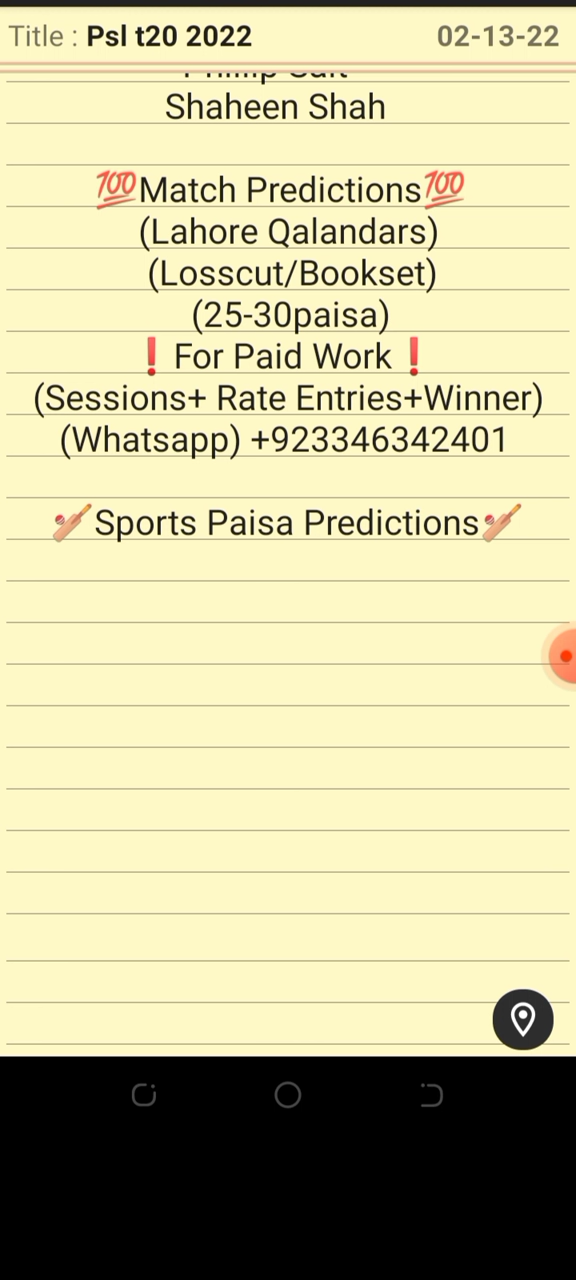 Title : Psl t20 2022 02-13-22
Shaheen Shah
💯Match Predictions💯
(Lahore Qalandars)
(Losscut/Bookset)
(25-30paisa)
❗For Paid Work❗
(Sessions+ Rate Entries+Winner)
(Whatsapp) +923346342401
🏏Sports Paisa Predictions🏏